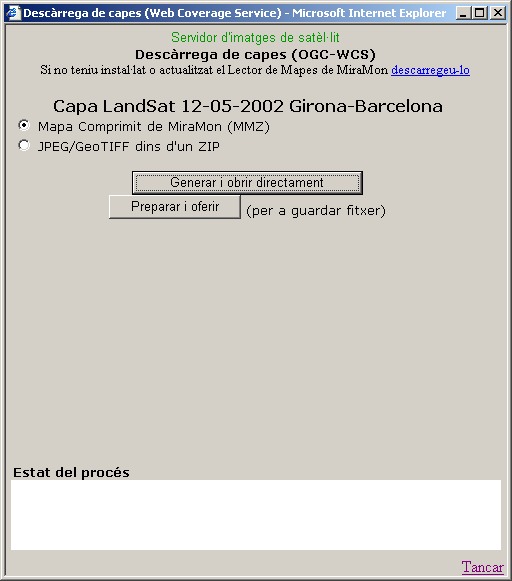 Descàrrega de capes (Web Coverage Service) - Microsoft Internet Explorer
Servidor d'imatges de satèl·lit
Descàrrega de capes (OGC-WCS)
Si no teniu instal·lat o actualitzat el Lector de Mapes de MiraMon descarregeu-lo
Capa LandSat 12-05-2002 Girona-Barcelona
Mapa Comprimit de MiraMon (MMZ)
JPEG/GeoTIFF dins d'un ZIP
Generar i obrir directament
Preparar i oferir (per a guardar fitxer)
Estat del procés
Tancar